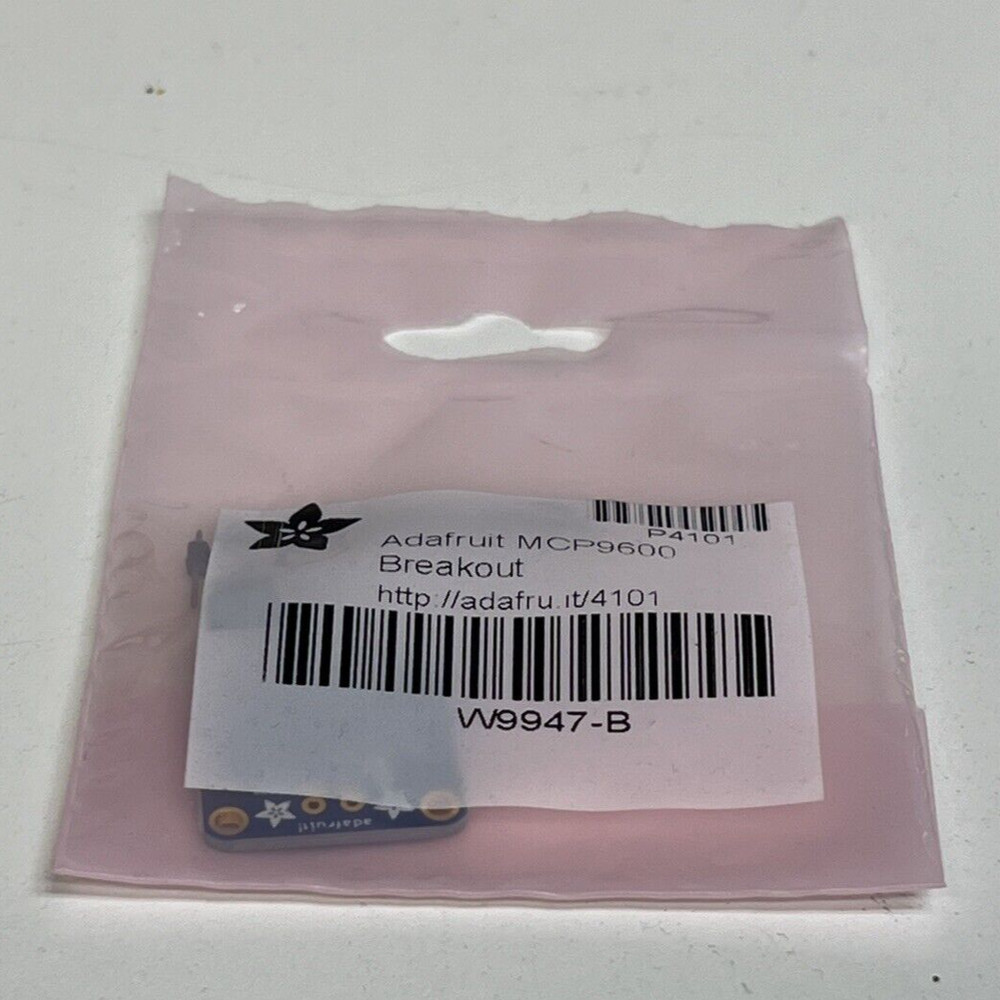 P4101
Adafruit MCP9600
Breakout
http://adafru.it/4101
W9947-B
adafruit!